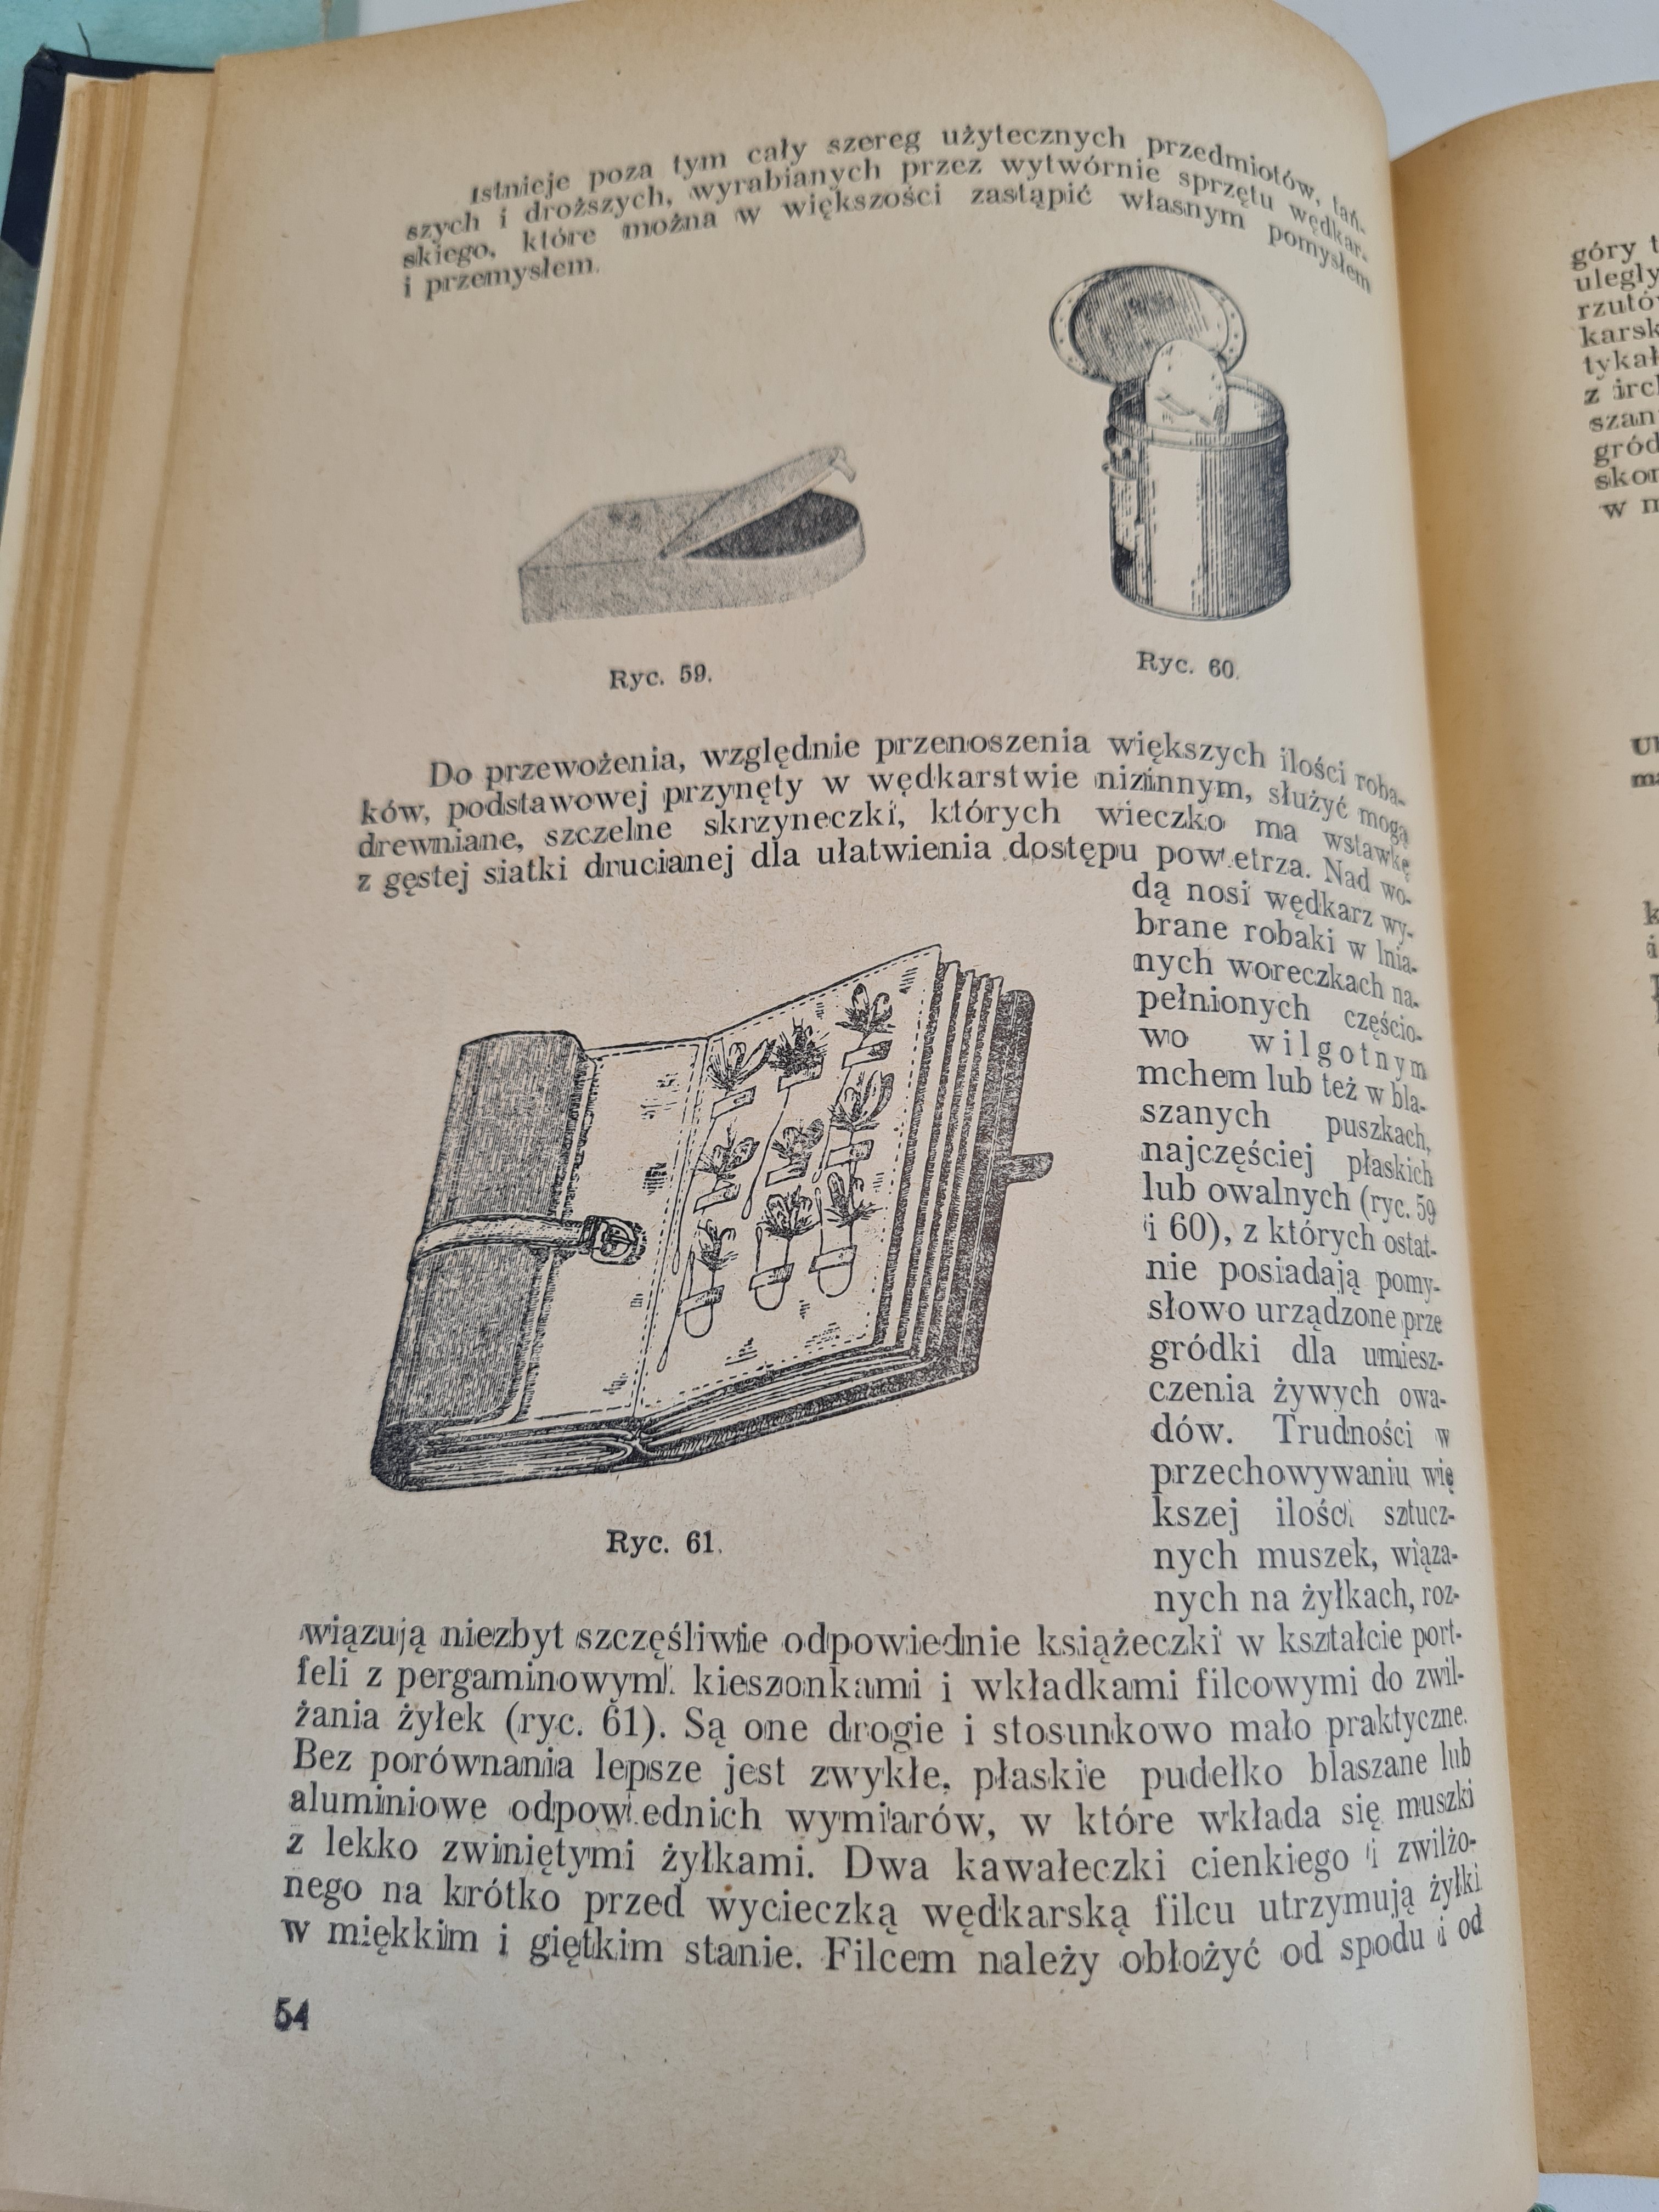 Istnieje poza tym cały szereg użytecznych przedmiotów, tań-
szych i droższych, wyrabianych przez wytwórnie sprzętu wędkar-
skiego, które można w większości zastąpić własnym pomysłem
i przemysłem.
Ryc. 59.
Ryc. 60.
Do przewożenia, względnie przenoszenia większych ilości roba-
ków, podstawowej przynęty w wędkarstwie nizinnym, służyć mogą
drewniane, szczelne skrzyneczki, których wieczko ma wstawkę
z gęstej siatki drucianej dla ułatwienia dostępu pow etrza. Nad wo-
dą nosi wędkarz wy-
brane robaki w lnia-
nych woreczkach na-
pełnionych częścio-
wo wilgotnym
mchem lub też w bla-
szanych puszkach,
najczęściej płaskich
lub owalnych (ryc. 59
i 60), z których ostat-
nie posiadają pomy-
słowo urządzone prze
gródki dla umiesz-
czenia żywych owa-
dów. Trudności w
przechowywaniu wię
kszej ilości sztucz-
nych muszek, wiąza-
nych na żyłkach, roz-
Ryc. 61.
wiązują niezbyt szczęśliwie odpowiednie książeczki w kształcie port-
feli z pergaminowymi kieszonkami i wkładkami filcowymi do zwil-
żania żyłek (ryc. 61). Są one drogie i stosunkowo mało praktyczne.
Bez porównania lepsze jest zwykłe, płaskie pudełko blaszane lub
aluminiowe odpow ednich wymiarów, w które wkłada się muszki
z lekko zwiniętymi żyłkami. Dwa kawałeczki cienkiego i zwilżo-
nego na krótko przed wycieczką wędkarską filcu utrzymują żyłki
w miękkim i giętkim stanie. Filcem należy obłożyć od spodu i od
54
góry
uległy
karsk
szan
w